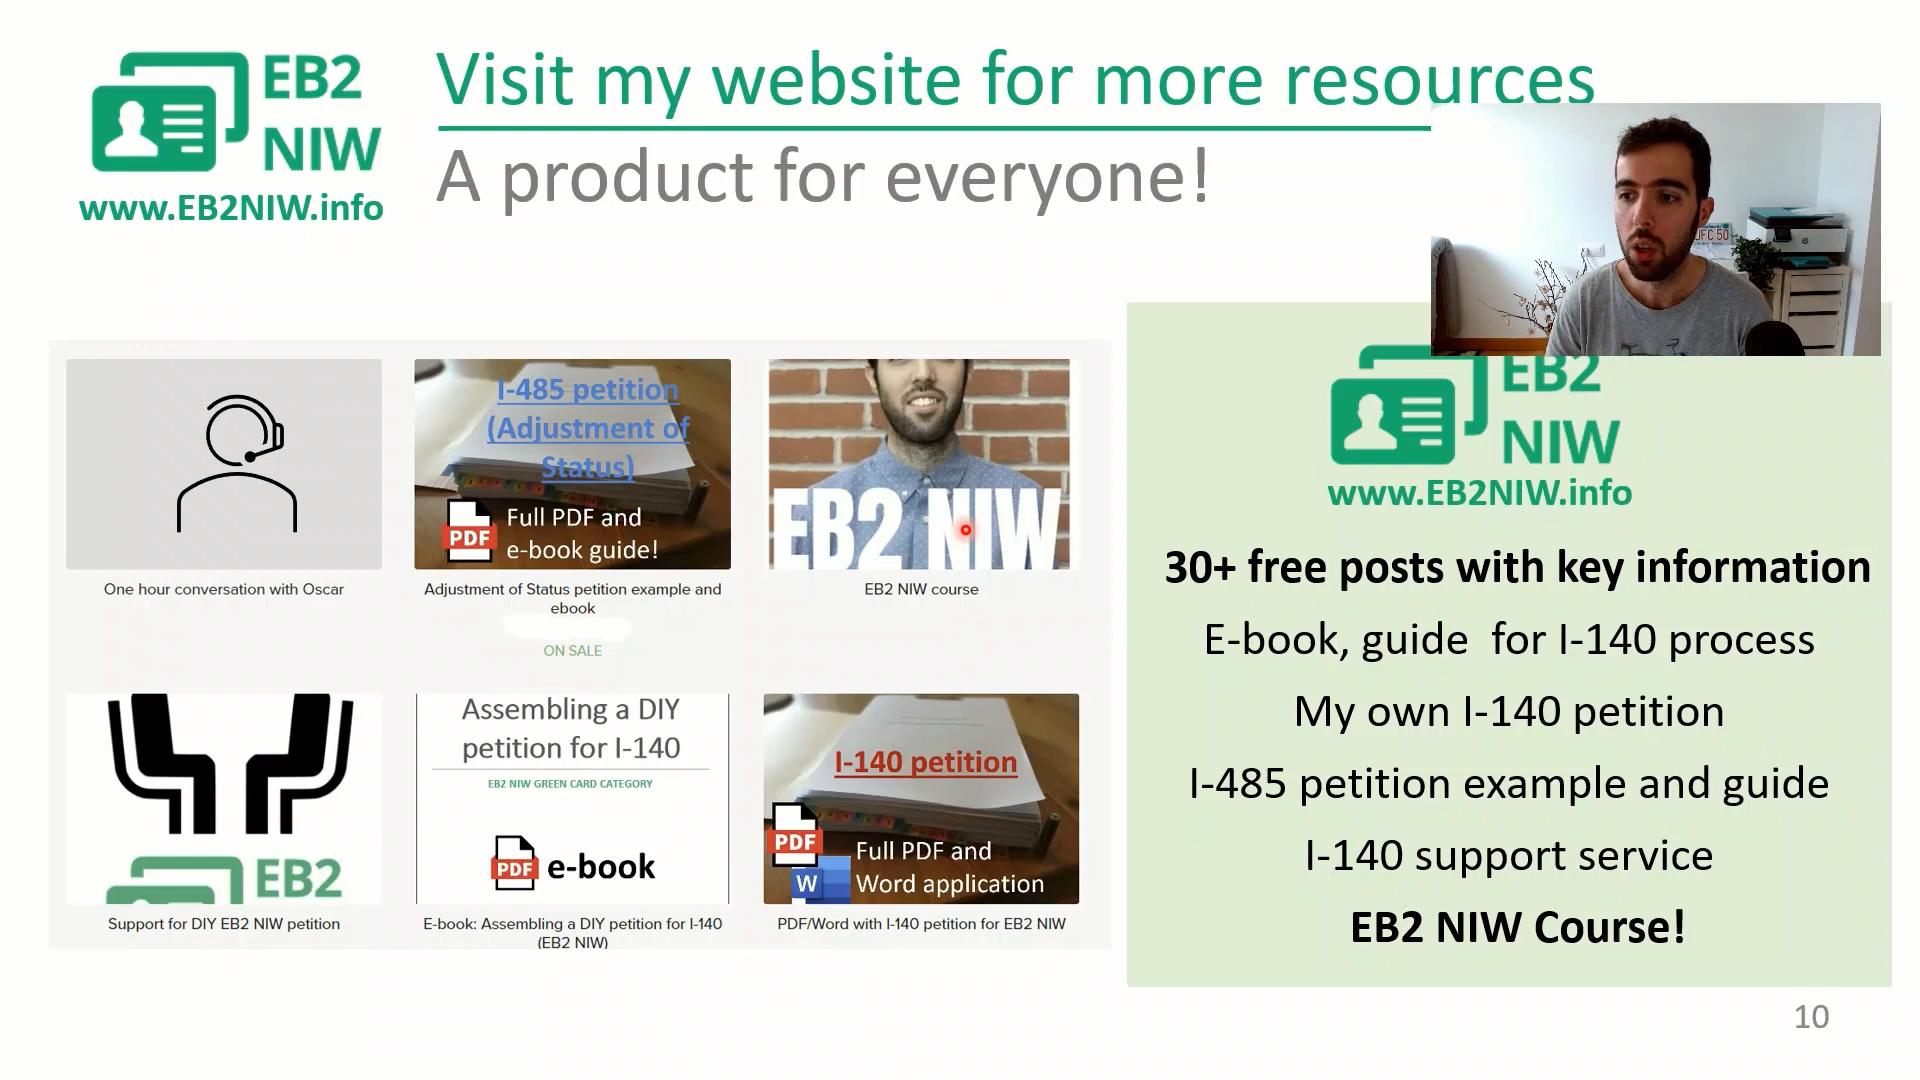 EB2
NIW
www.EB2NIW.info
Visit my website for more resources
A product for everyone!
I-485 petition
(Adjustment of
Status)
PDF
Full PDF and
e-book guide!
EB2 NIW
One hour conversation with Oscar
Adjustment of Status petition example and
ebook
ON SALE
EB2 NIW course
EB2
Assembling a DIY
petition for I-140
EB2 NIW GREEN CARD CATEGORY
PDF
e-book
I-140 petition
PDF
W
Full PDF and
Word application
Support for DIY EB2 NIW petition
E-book: Assembling a DIY petition for I-140
(EB2 NIW)
PDF/Word with I-140 petition for EB2 NIW
EB2
NIW
www.EB2NIW.info
30+ free posts with key information
E-book, guide for I-140 process
My own I-140 petition
I-485 petition example and guide
I-140 support service
EB2 NIW Course!
10